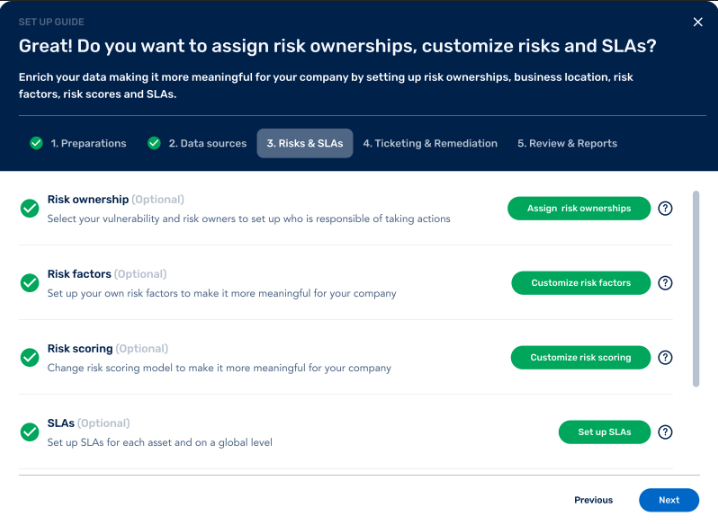 SET UP GUIDE
Great! Do you want to assign risk ownerships, customize risks and SLAs?
Enrich your data making it more meaningful for your company by setting up risk ownerships, business location, risk
factors, risk scores and SLAs.
1. Preparations
2. Data sources
3. Risks & SLAs
4. Ticketing & Remediation
5. Review & Reports
Risk ownership (Optional)
Select your vulnerability and risk owners to set up who is responsible of taking actions
Assign risk ownerships
?
Risk factors (Optional)
Set up your own risk factors to make it more meaningful for your company
Customize risk factors
?
Risk scoring (Optional)
Change risk scoring model to make it more meaningful for your company
Customize risk scoring
?
SLAs (Optional)
Set up SLAs for each asset and on a global level
Set up SLAs
?
Previous
Next